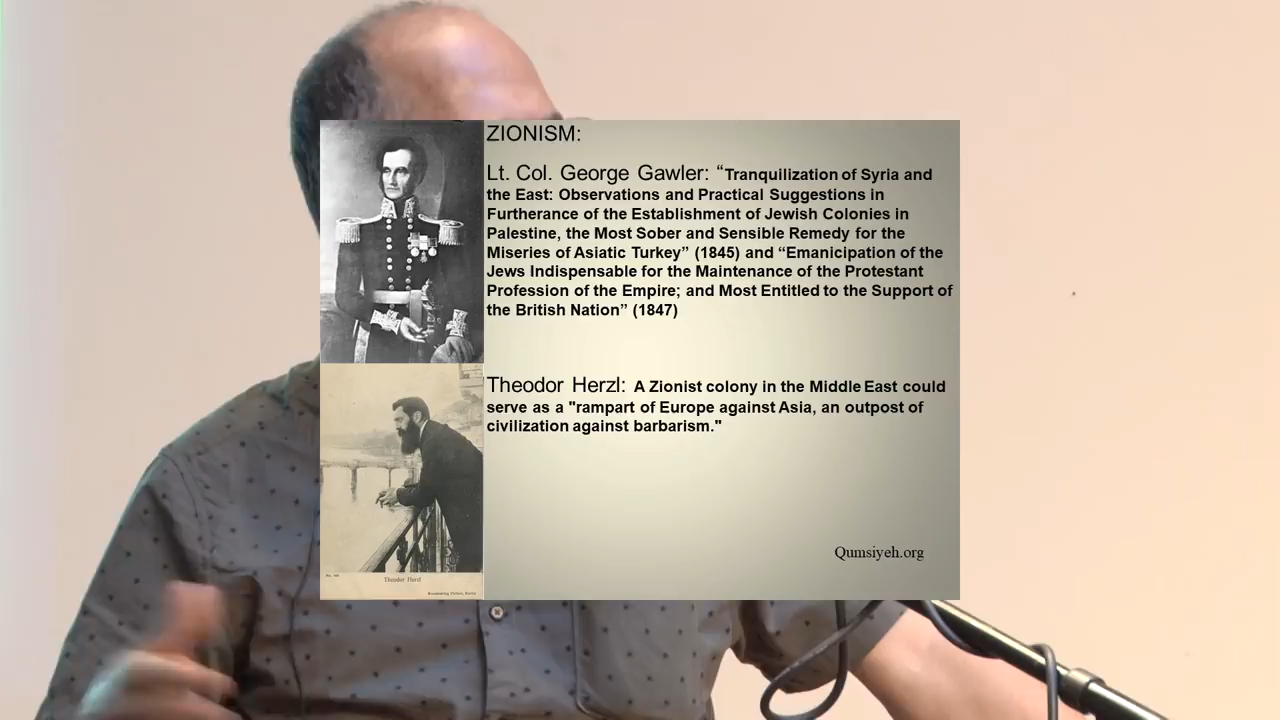 ZIONISM:
Lt. Col. George Gawler: “Tranquilization of Syria and
the East: Observations and Practical Suggestions in
Furtherance of the Establishment of Jewish Colonies in
Palestine, the Most Sober and Sensible Remedy for the
Miseries of Asiatic Turkey” (1845) and “Emanicipation of the
Jews Indispensable for the Maintenance of the Protestant
Profession of the Empire; and Most Entitled to the Support of
the British Nation” (1847)
Theodor Herzl: A Zionist colony in the Middle East could
serve as a "rampart of Europe against Asia, an outpost of
civilization against barbarism."
Qumsiyeh.org
Theodor Herzl